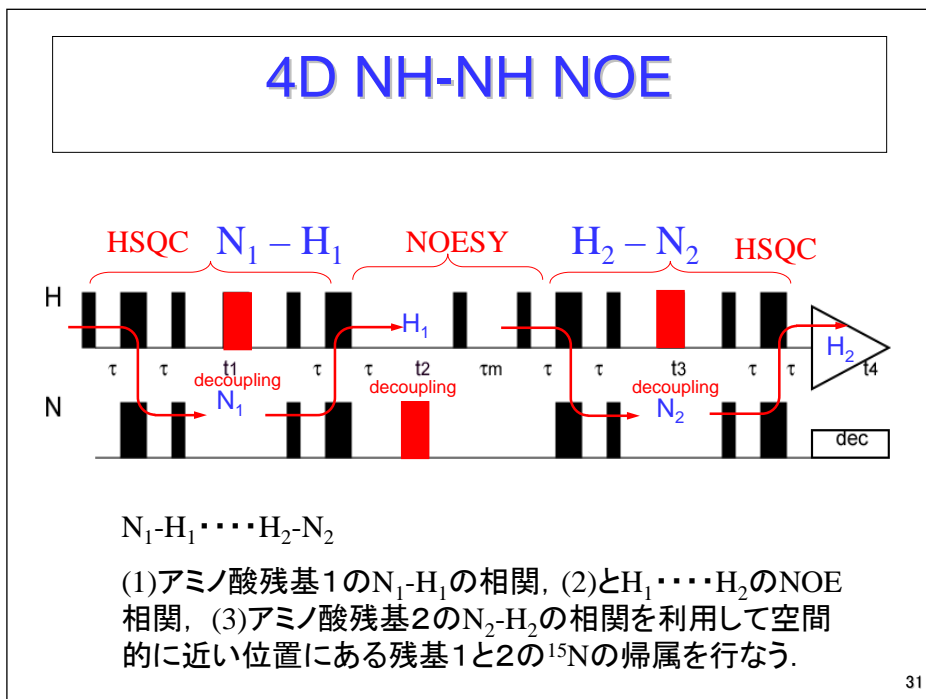 4D NH-NH NOE
HSQC N₁ – H₁ NOESY H₂ – N₂ HSQC
H
H₁
H₂
τ τ t1 τ τ t2 τm τ τ t3 τ τ t4
decoupling decoupling decoupling
N₁ N₂
N
dec
N₁-H₁・・・・H₂-N₂
(1)アミノ酸残基1のN₁-H₁の相関, (2)とH₁・・・・H₂のNOE
相関, (3)アミノ酸残基2のN₂-H₂の相関を利用して空間
的に近い位置にある残基1と2の¹⁵Nの帰属を行なう.
31